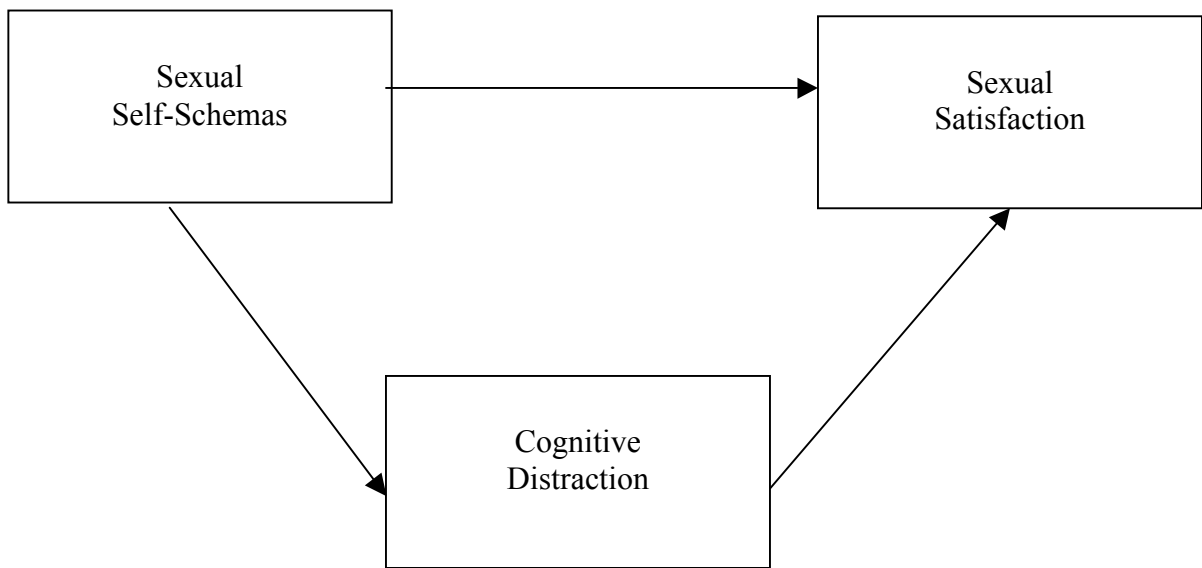 Sexual
Self-Schemas
Sexual
Satisfaction
Cognitive
Distraction